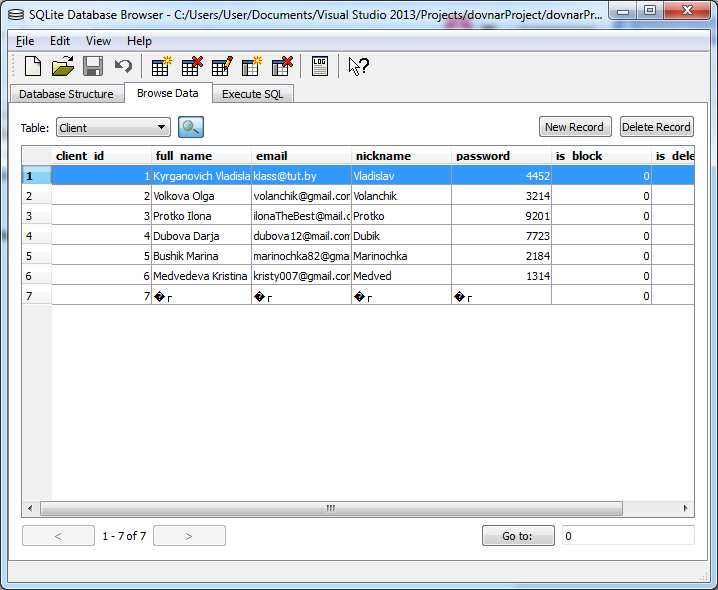 SQLite Database Browser - C:/Users/User/Documents/Visual Studio 2013/Projects/dovnarProject/dovnarPr...
File Edit View Help
LOG
Database Structure Browse Data Execute SQL
Table: Client New Record Delete Record
client_id full_name email nickname password is_block is_dele
1 1 Kyrganovich Vladisla klass@tut.by Vladislav 4452 0
2 2 Volkova Olga volanchik@gmail.con Volanchik 3214 0
3 3 Protko Ilona ilonaTheBest@mail.c Protko 9201 0
4 4 Dubova Darja dubova12@mail.com Dubik 7723 0
5 5 Bushik Marina marinochka82@gma Marinochka 2184 0
6 6 Medvedeva Kristina kristy007@gmail.con Medved 1314 0
7 7 �r �r �r �r 0
< 1 - 7 of 7 > Go to: 0